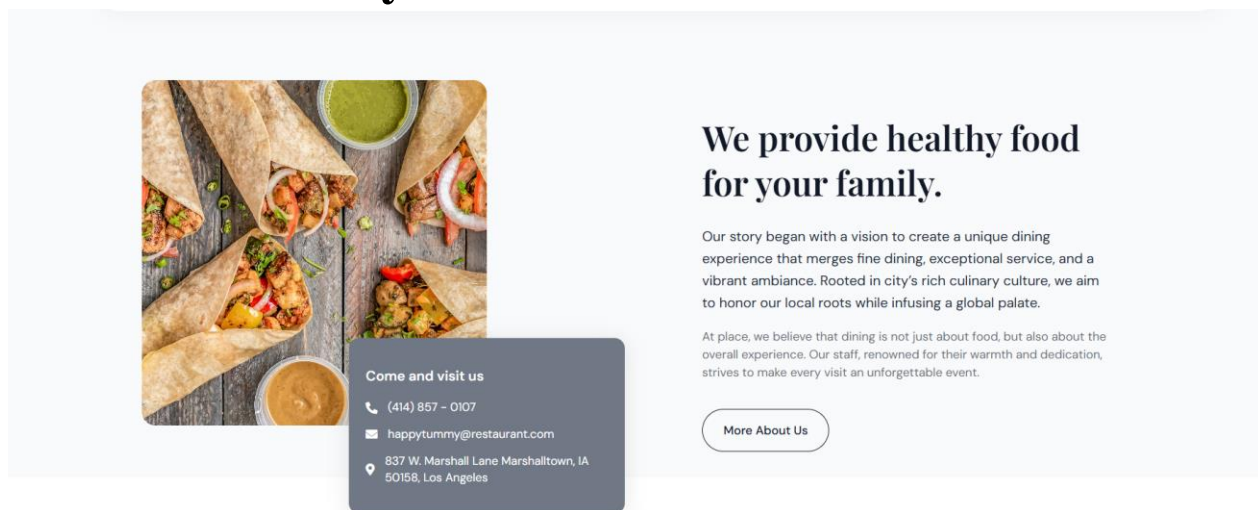 Come and visit us
(414) 857 – 0107
happytummy@restaurant.com
837 W. Marshall Lane Marshalltown, IA
50158, Los Angeles
We provide healthy food
for your family.
Our story began with a vision to create a unique dining
experience that merges fine dining, exceptional service, and a
vibrant ambiance. Rooted in city's rich culinary culture, we aim
to honor our local roots while infusing a global palate.
At place, we believe that dining is not just about food, but also about the
overall experience. Our staff, renowned for their warmth and dedication,
strives to make every visit an unforgettable event.
More About Us